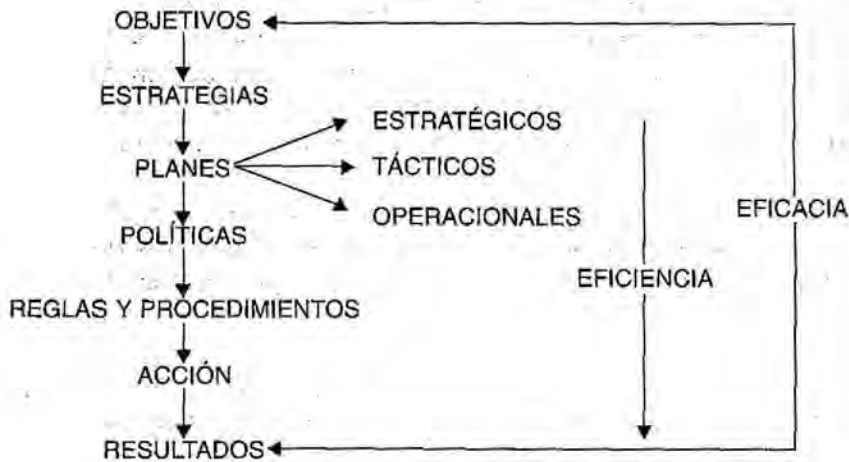 OBJETIVOS
ESTRATEGIAS
ESTRATÉGICOS
PLANES
TÁCTICOS
OPERACIONALES
EFICACIA
POLÍTICAS
EFICIENCIA
REGLAS Y PROCEDIMIENTOS
ACCIÓN
RESULTADOS